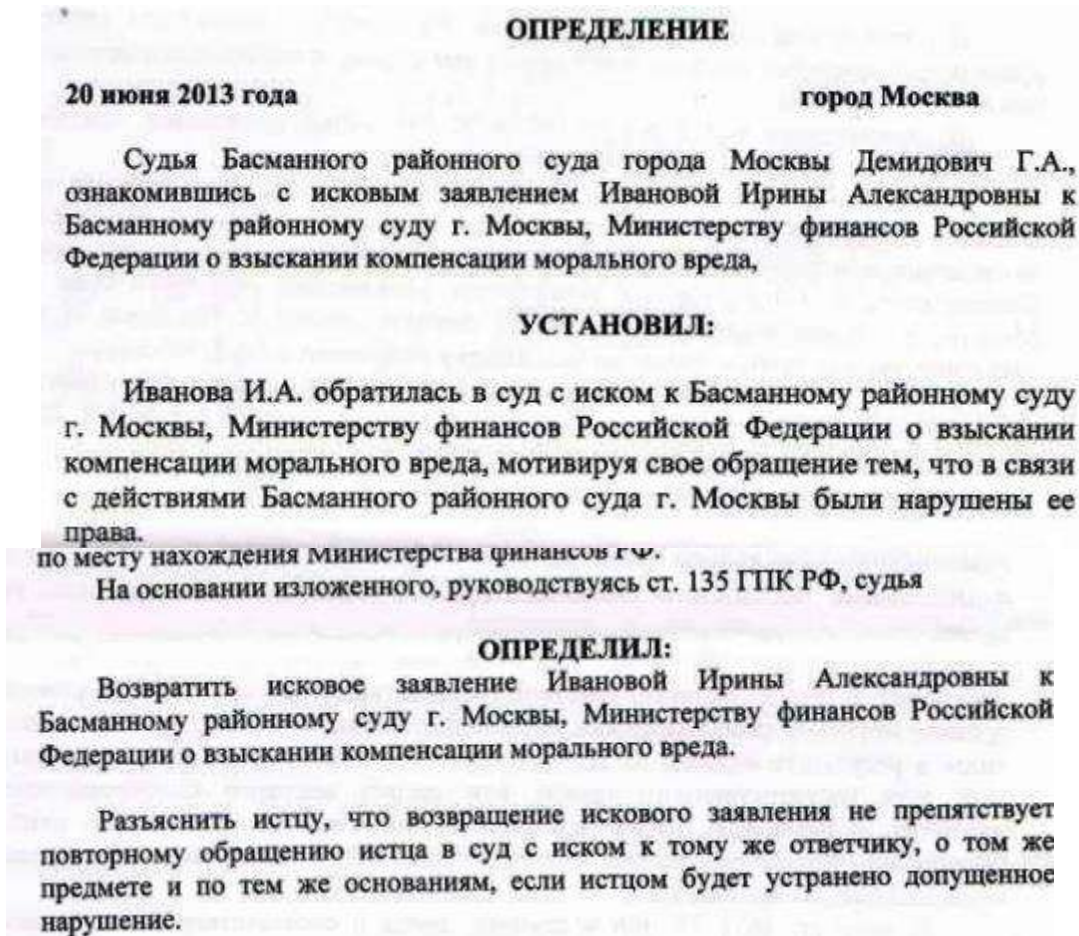 ОПРЕДЕЛЕНИЕ
20 июня 2013 года город Москва
Судья Басманного районного суда города Москвы Демидович Г.А.,
ознакомившись с исковым заявлением Ивановой Ирины Александровны к
Басманному районному суду г. Москвы, Министерству финансов Российской
Федерации о взыскании компенсации морального вреда,
УСТАНОВИЛ:
Иванова И.А. обратилась в суд с иском к Басманному районному суду
г. Москвы, Министерству финансов Российской Федерации о взыскании
компенсации морального вреда, мотивируя свое обращение тем, что в связи
с действиями Басманного районного суда г. Москвы были нарушены ее
права.
по месту нахождения Министерства финансов РФ.
На основании изложенного, руководствуясь ст. 135 ГПК РФ, судья
ОПРЕДЕЛИЛ:
Возвратить исковое заявление Ивановой Ирины Александровны к
Басманному районному суду г. Москвы, Министерству финансов Российской
Федерации о взыскании компенсации морального вреда.
Разъяснить истцу, что возвращение искового заявления не препятствует
повторному обращению истца в суд с иском к тому же ответчику, о том же
предмете и по тем же основаниям, если истцом будет устранено допущенное
нарушение.